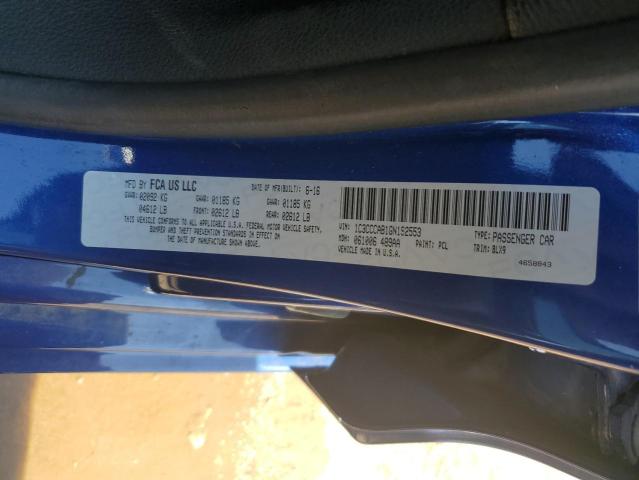 MFD BY FCA US LLC DATE OF MFR(BUILT): 6-16
GVWR: 02092 KG GAWR: 01185 KG GAWR: 01185 KG
04612 LB FRONT: 02612 LB REAR: 02612 LB
THIS VEHICLE CONFORMS TO ALL APPLICABLE U.S.A. FEDERAL MOTOR VEHICLE SAFETY,
BUMPER AND THEFT PREVENTION STANDARDS IN EFFECT
ON THE DATE OF MANUFACTURE SHOWN ABOVE.
VIN: 1C3CCCAB1GN152553 TYPE: PASSENGER CAR
MDH: 061006 489AA PAINT: PCL TRIM: BLX9
VEHICLE MADE IN U.S.A.
4658843